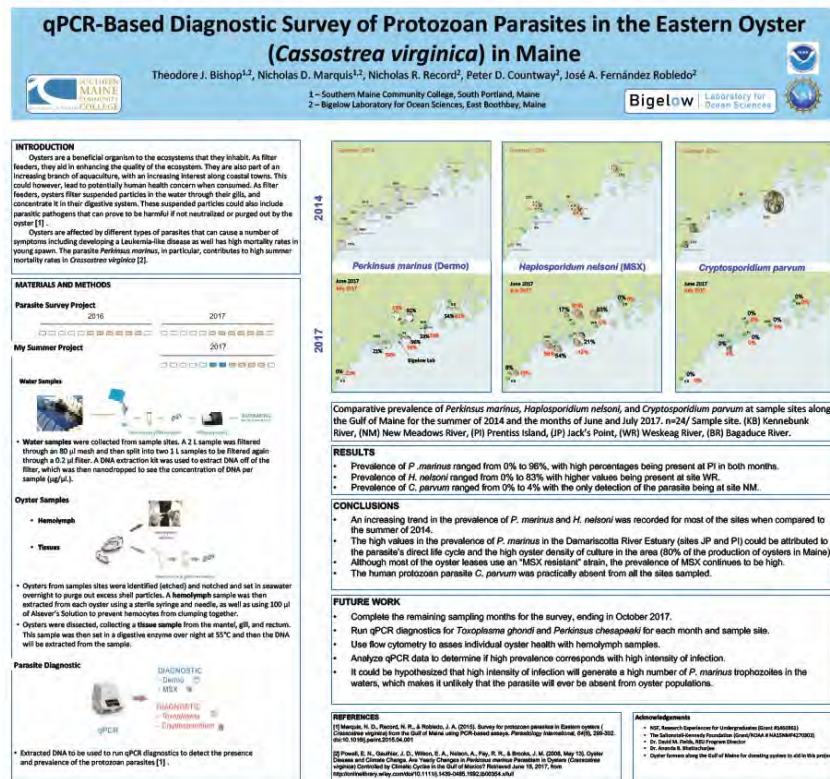 qPCR-Based Diagnostic Survey of Protozoan Parasites in the Eastern Oyster
(Cassostrea virginica) in Maine
Theodore J. Bishop1,2, Nicholas D. Marquis1,2, Nicholas R. Record2, Peter D. Countway2, José A. Fernández Robledo2
1 – Southern Maine Community College, South Portland, Maine
2 – Bigelow Laboratory for Ocean Sciences, East Boothbay, Maine
SOUTHERN
MAINE
COMMUNITY
COLLEGE
Bigelow | Laboratory for
Ocean Sciences
INTRODUCTION
Oysters are a beneficial organism to the ecosystems that they inhabit. As filter
feeders, they aid in enhancing the quality of the ecosystem. They are also part of an
increasing branch of aquaculture, with an increasing interest along coastal towns. This
could however, lead to potentially human health concern when consumed. As filter
feeders, oysters filter suspended particles in the water through their gills, and
concentrate it in their digestive system. These suspended particles could also include
parasitic pathogens that can prove to be harmful if not neutralized or purged out by the
oyster [1] .
Oysters are affected by different types of parasites that can cause a number of
symptoms including developing a Leukemia-like disease as well has high mortality rates in
young spawn. The parasite Perkinsus marinus, in particular, contributes to high summer
mortality rates in Crassostrea virginica [2].
MATERIALS AND METHODS
Parasite Survey Project
2016 2017
My Summer Project
2017
Water Samples
• Water samples were collected from sample sites. A 2 L sample was filtered
through an 80 µl mesh and then split into two 1 L samples to be filtered again
through a 0.2 µl filter. A DNA extraction kit was used to extract DNA off of the
filter, which was then nanodropped to see the concentration of DNA per
sample (µg/µl.).
Oyster Samples
• Hemolymph
• Tissues
• Oysters from samples sites were identified (etched) and notched and set in seawater
overnight to purge out excess shell particles. A hemolymph sample was then
extracted from each oyster using a sterile syringe and needle, as well as using 100 µl
of Alsever's Solution to prevent hemocytes from clumping together.
• Oysters were dissected, collecting a tissue sample from the mantel, gill, and rectum.
This sample was then set in a digestive enzyme over night at 55°C and then the DNA
will be extracted from the sample.
Parasite Diagnostic
qPCR
DIAGNOSTIC
- Dermo
- MSX
DIAGNOSTIC
- Toxoplasma
- Cryptosporidium
• Extracted DNA to be used to run qPCR diagnostics to detect the presence
and prevalence of the protozoan parasites [1] .
2014
Summer 2014
Perkinsus marinus (Dermo)
Haplosporidum nelsoni (MSX)
Cryptosporidium parvum
2017
June 2017
July 2017
Bigelow Lab
June 2017
July 2017
June 2017
July 2017
Comparative prevalence of Perkinsus marinus, Haplosporidium nelsoni, and Cryptosporidium parvum at sample sites along
the Gulf of Maine for the summer of 2014 and the months of June and July 2017. n=24/ Sample site. (KB) Kennebunk
River, (NM) New Meadows River, (PI) Prentiss Island, (JP) Jack's Point, (WR) Weskeag River, (BR) Bagaduce River.
RESULTS
• Prevalence of P .marinus ranged from 0% to 96%, with high percentages being present at PI in both months.
• Prevalence of H. nelsoni ranged from 0% to 83% with higher values being present at site WR.
• Prevalence of C. parvum ranged from 0% to 4% with the only detection of the parasite being at site NM.
CONCLUSIONS
• An increasing trend in the prevalence of P. marinus and H. nelsoni was recorded for most of the sites when compared to
the summer of 2014.
• The high values in the prevalence of P. marinus in the Damariscotta River Estuary (sites JP and PI) could be attributed to
the parasite's direct life cycle and the high oyster density of culture in the area (80% of the production of oysters in Maine)
• Although most of the oyster leases use an "MSX resistant" strain, the prevalence of MSX continues to be high.
• The human protozoan parasite C. parvum was practically absent from all the sites sampled.
FUTURE WORK
• Complete the remaining sampling months for the survey, ending in October 2017.
• Run qPCR diagnostics for Toxoplasma ghondi and Perkinsus chesapeaki for each month and sample site.
• Use flow cytometry to asses individual oyster health with hemolymph samples.
• Analyze qPCR data to determine if high prevalence corresponds with high intensity of infection.
• It could be hypothesized that high intensity of infection will generate a high number of P. marinus trophozoites in the
waters, which makes it unlikely that the parasite will ever be absent from oyster populations.
REFERENCES
Acknowledgements
• NSF, Research Experiences for Undergraduates
• Dr. David M. Fields, REU Program Director